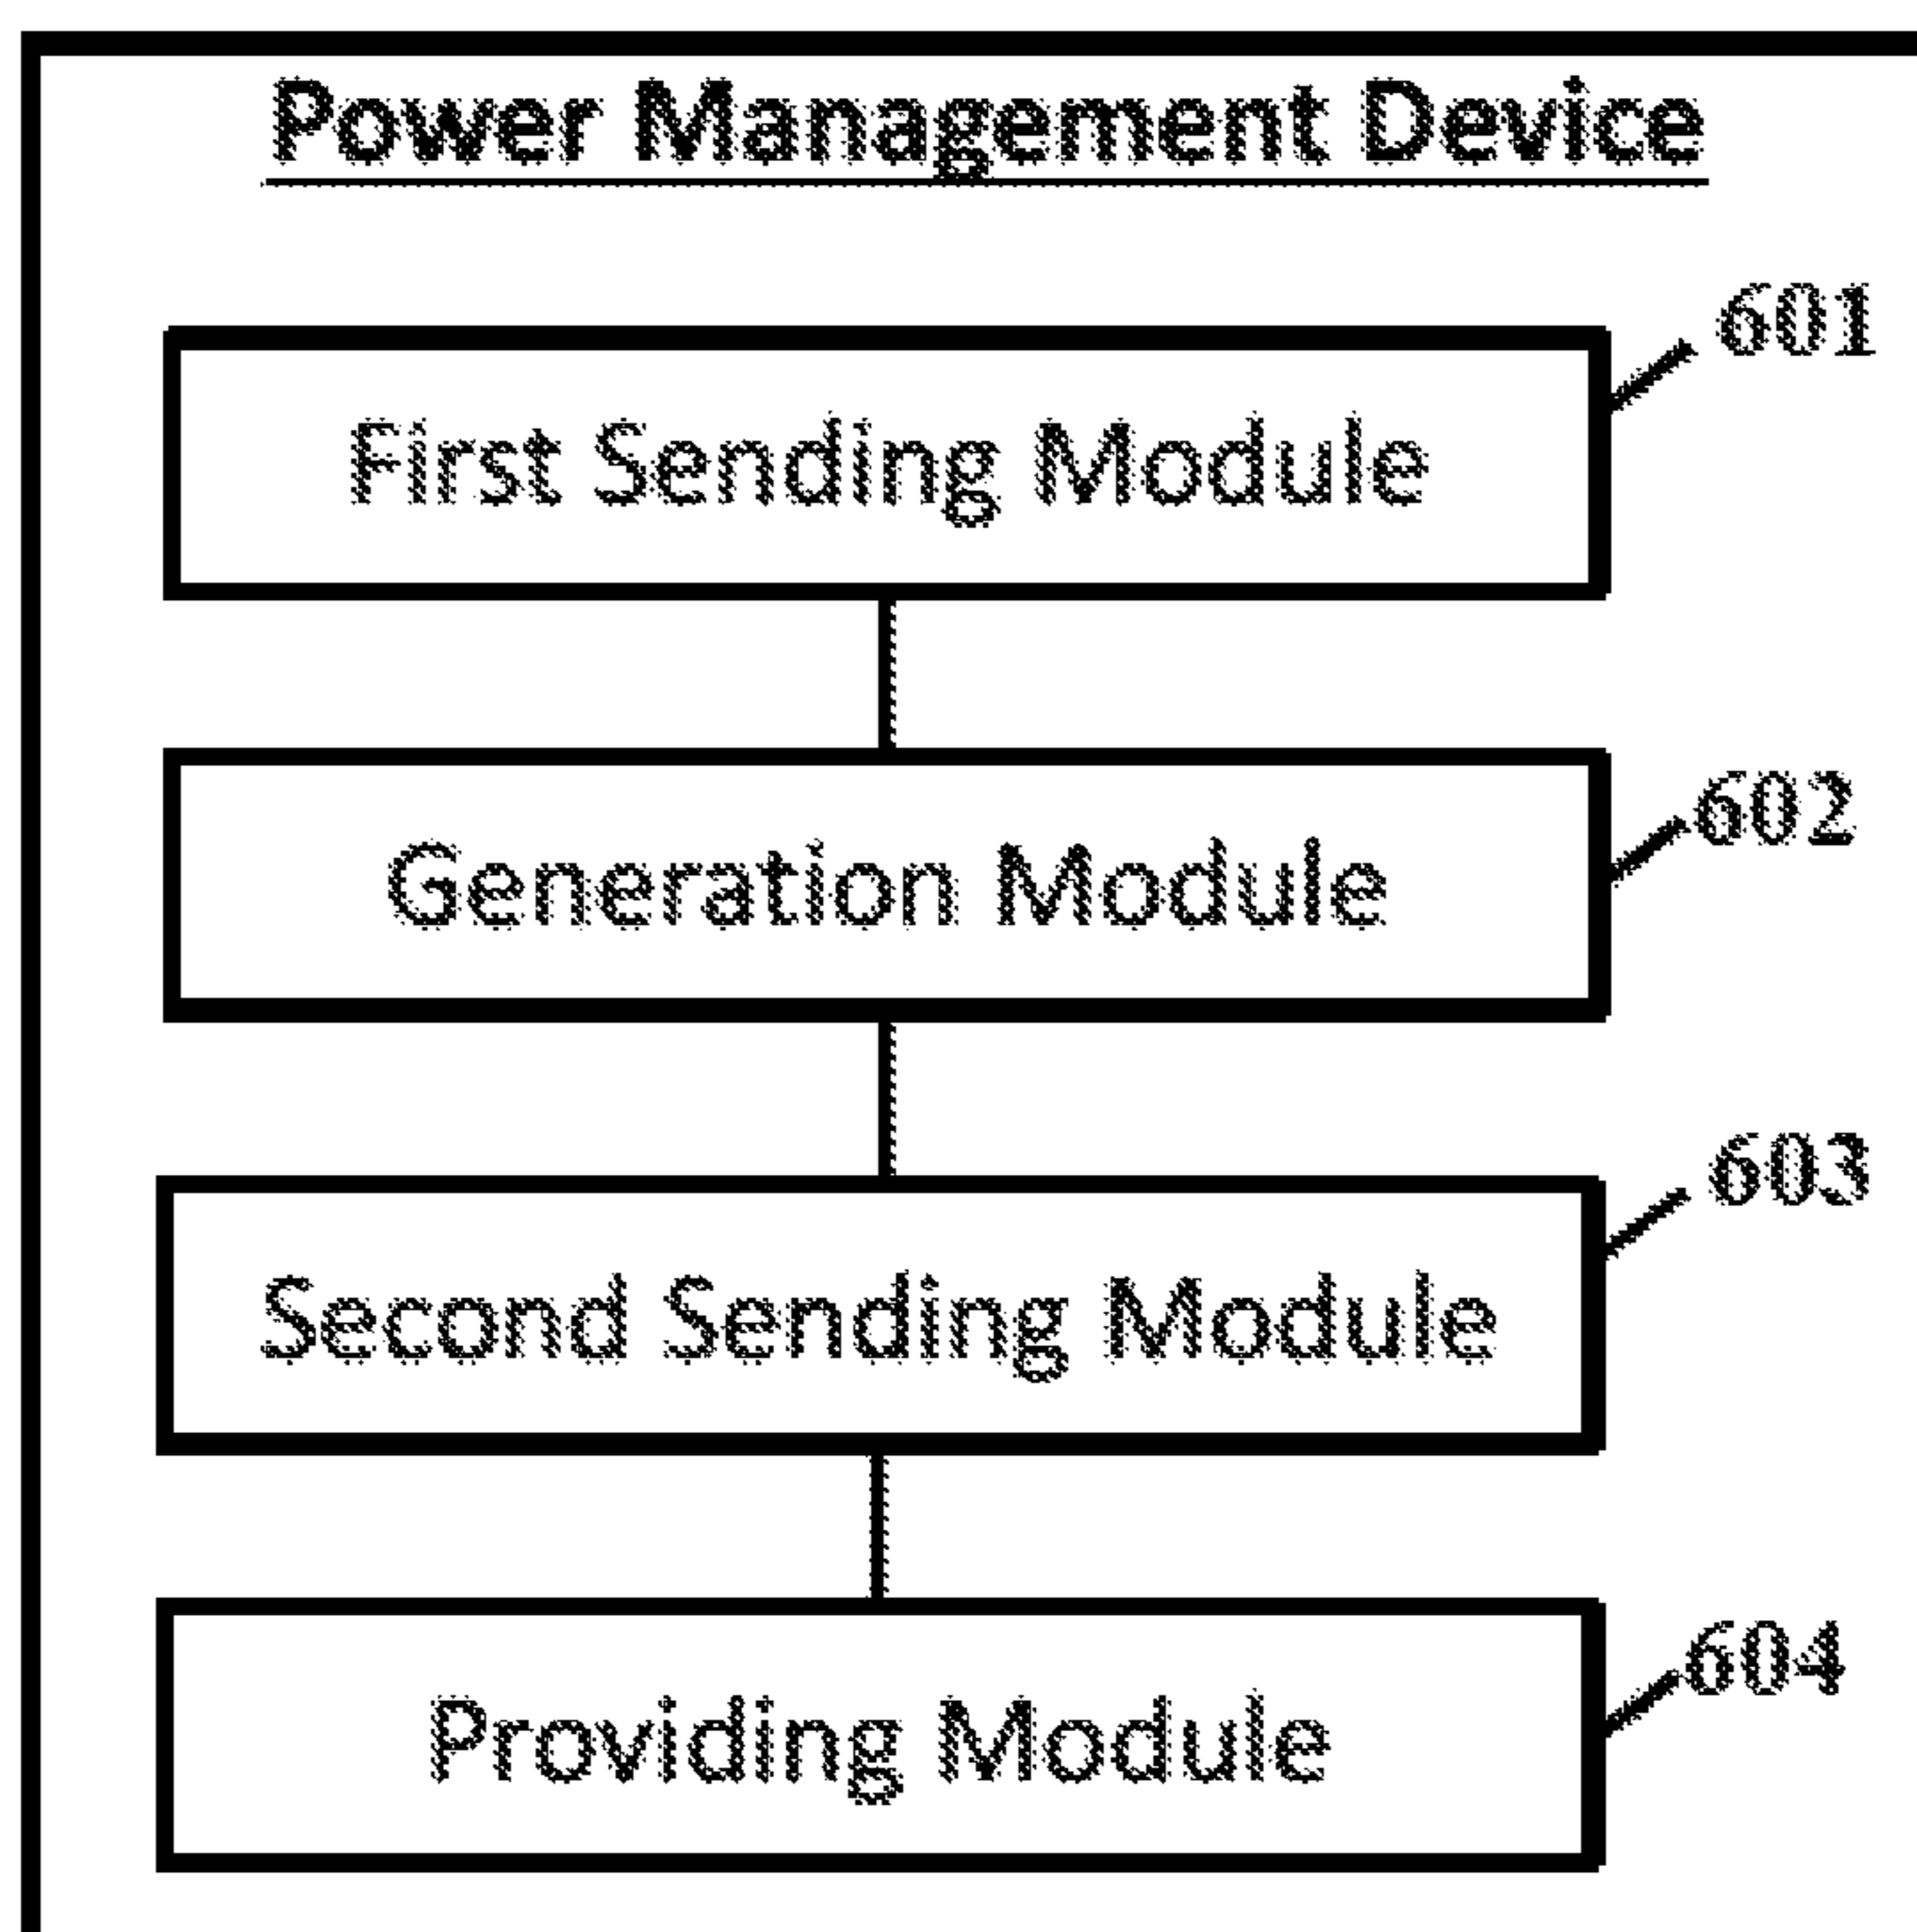 Power Management Device
601
First Sending Module
602
Generation Module
603
Second Sending Module
604
Providing Module